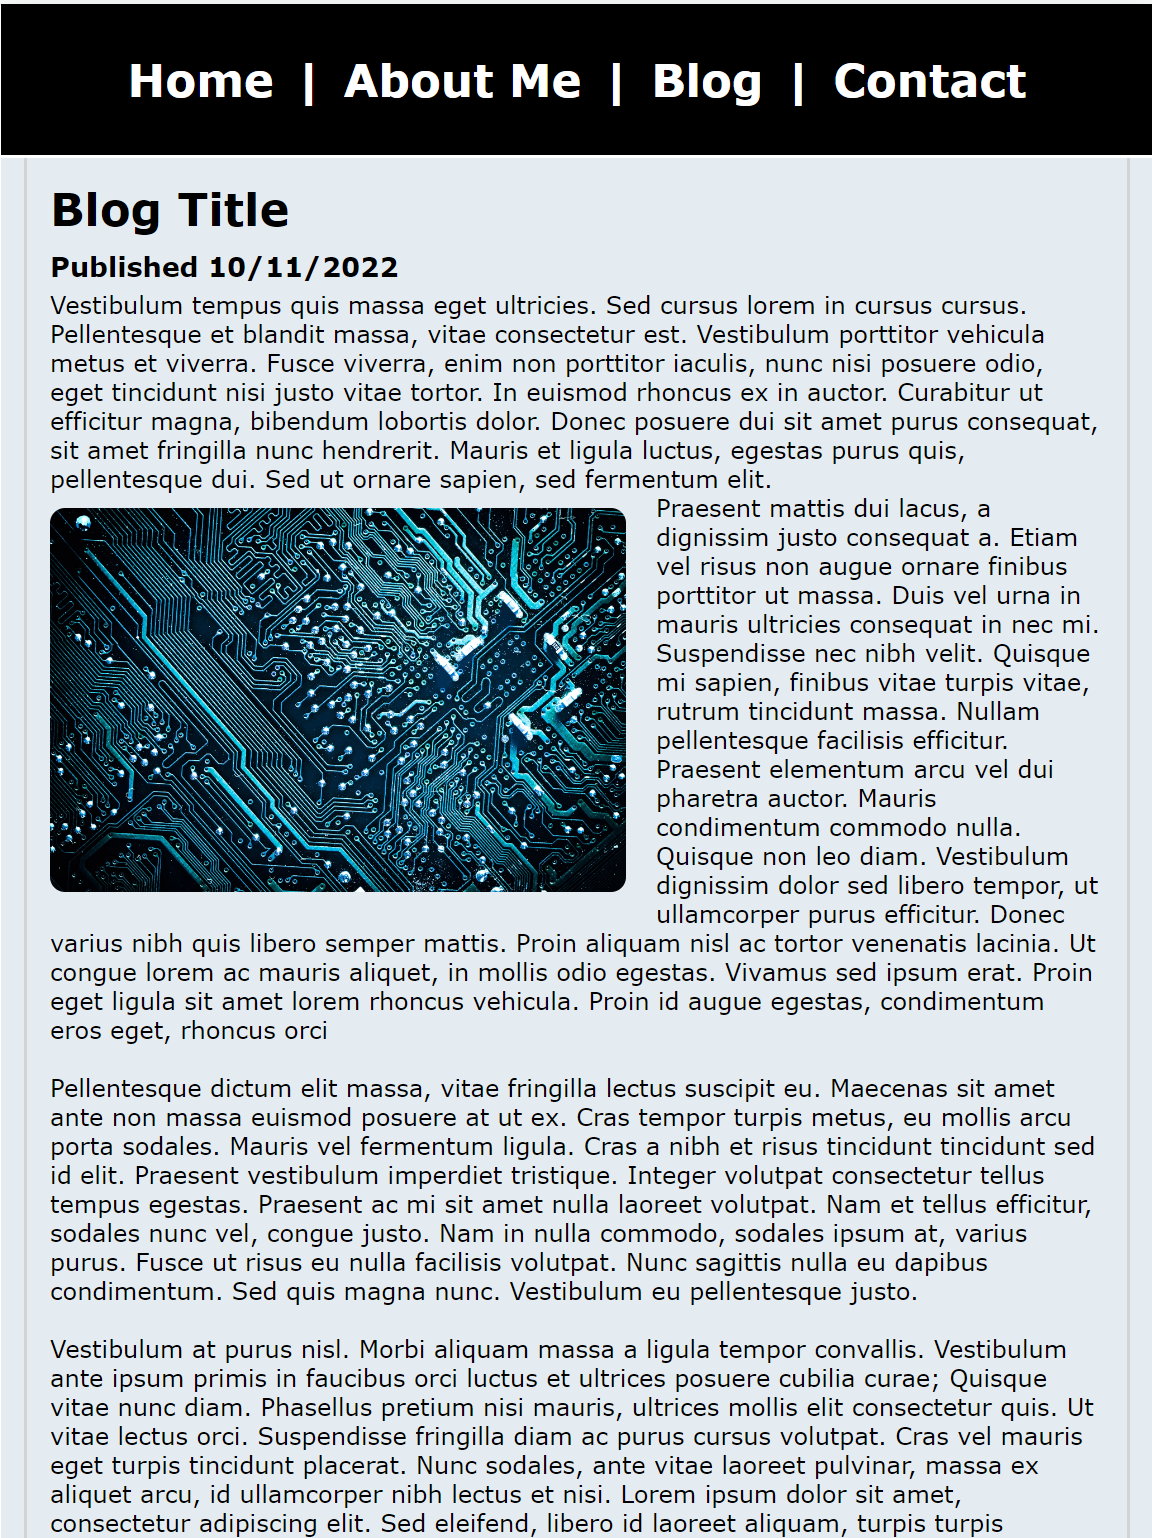 Home | About Me | Blog | Contact
Blog Title
Published 10/11/2022
Vestibulum tempus quis massa eget ultricies. Sed cursus lorem in cursus cursus.
Pellentesque et blandit massa, vitae consectetur est. Vestibulum porttitor vehicula
metus et viverra. Fusce viverra, enim non porttitor iaculis, nunc nisi posuere odio,
eget tincidunt nisi justo vitae tortor. In euismod rhoncus ex in auctor. Curabitur ut
efficitur magna, bibendum lobortis dolor. Donec posuere dui sit amet purus consequat,
sit amet fringilla nunc hendrerit. Mauris et ligula luctus, egestas purus quis,
pellentesque dui. Sed ut ornare sapien, sed fermentum elit.
Praesent mattis dui lacus, a
dignissim justo consequat a. Etiam
vel risus non augue ornare finibus
porttitor ut massa. Duis vel urna in
mauris ultricies consequat in nec mi.
Suspendisse nec nibh velit. Quisque
mi sapien, finibus vitae turpis vitae,
rutrum tincidunt massa. Nullam
pellentesque facilisis efficitur.
Praesent elementum arcu vel dui
pharetra auctor. Mauris
condimentum commodo nulla.
Quisque non leo diam. Vestibulum
dignissim dolor sed libero tempor, ut
ullamcorper purus efficitur. Donec
varius nibh quis libero semper mattis. Proin aliquam nisl ac tortor venenatis lacinia. Ut
congue lorem ac mauris aliquet, in mollis odio egestas. Vivamus sed ipsum erat. Proin
eget ligula sit amet lorem rhoncus vehicula. Proin id augue egestas, condimentum
eros eget, rhoncus orci
Pellentesque dictum elit massa, vitae fringilla lectus suscipit eu. Maecenas sit amet
ante non massa euismod posuere at ut ex. Cras tempor turpis metus, eu mollis arcu
porta sodales. Mauris vel fermentum ligula. Cras a nibh et risus tincidunt tincidunt sed
id elit. Praesent vestibulum imperdiet tristique. Integer volutpat consectetur tellus
tempus egestas. Praesent ac mi sit amet nulla laoreet volutpat. Nam et tellus efficitur,
sodales nunc vel, congue justo. Nam in nulla commodo, sodales ipsum at, varius
purus. Fusce ut risus eu nulla facilisis volutpat. Nunc sagittis nulla eu dapibus
condimentum. Sed quis magna nunc. Vestibulum eu pellentesque justo.
Vestibulum at purus nisl. Morbi aliquam massa a ligula tempor convallis. Vestibulum
ante ipsum primis in faucibus orci luctus et ultrices posuere cubilia curae; Quisque
vitae nunc diam. Phasellus pretium nisi mauris, ultrices mollis elit consectetur quis. Ut
vitae lectus orci. Suspendisse fringilla diam ac purus cursus volutpat. Cras vel mauris
eget turpis tincidunt placerat. Nunc sodales, ante vitae laoreet pulvinar, massa ex
aliquet arcu, id ullamcorper nibh lectus et nisi. Lorem ipsum dolor sit amet,
consectetur adipiscing elit. Sed eleifend, libero id laoreet aliquam, turpis turpis